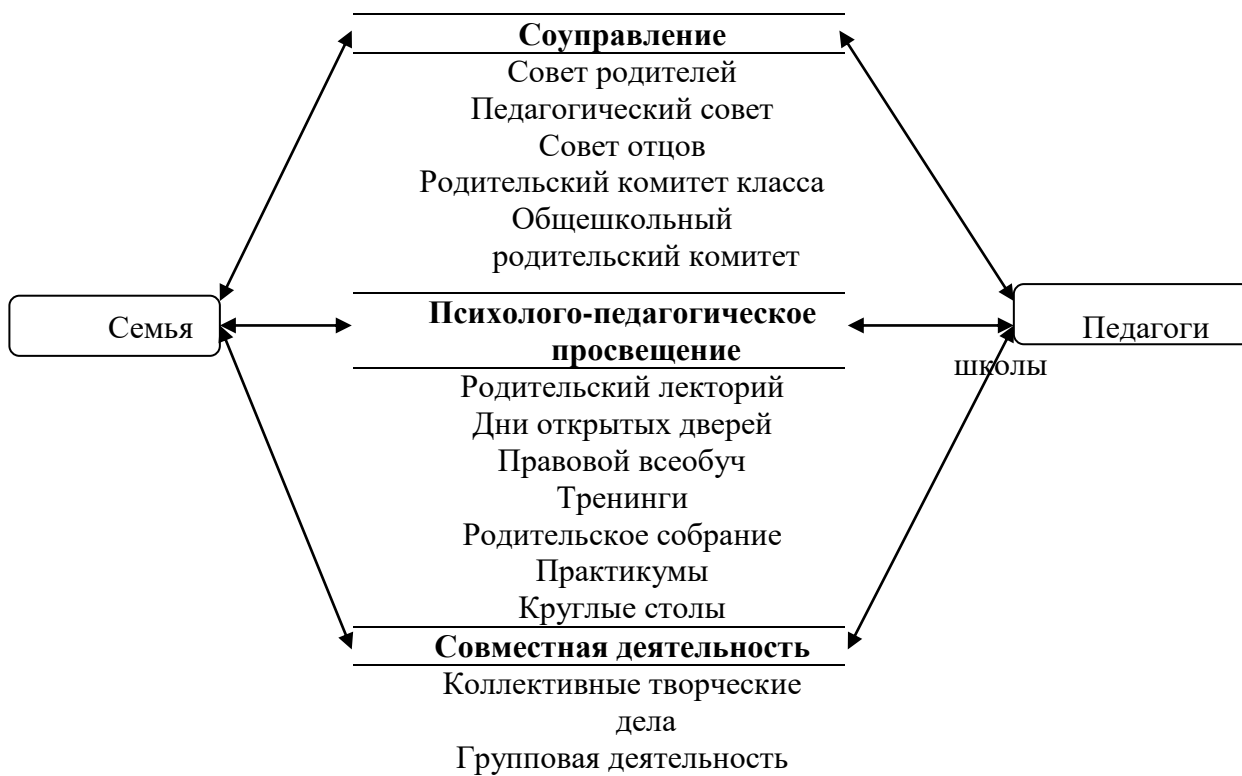 Соуправление
Совет родителей
Педагогический совет
Совет отцов
Родительский комитет класса
Общешкольный
родительский комитет
Семья
Психолого-педагогическое
просвещение
Педагоги
школы
Родительский лекторий
Дни открытых дверей
Правовой всеобуч
Тренинги
Родительское собрание
Практикумы
Круглые столы
Совместная деятельность
Коллективные творческие
дела
Групповая деятельность